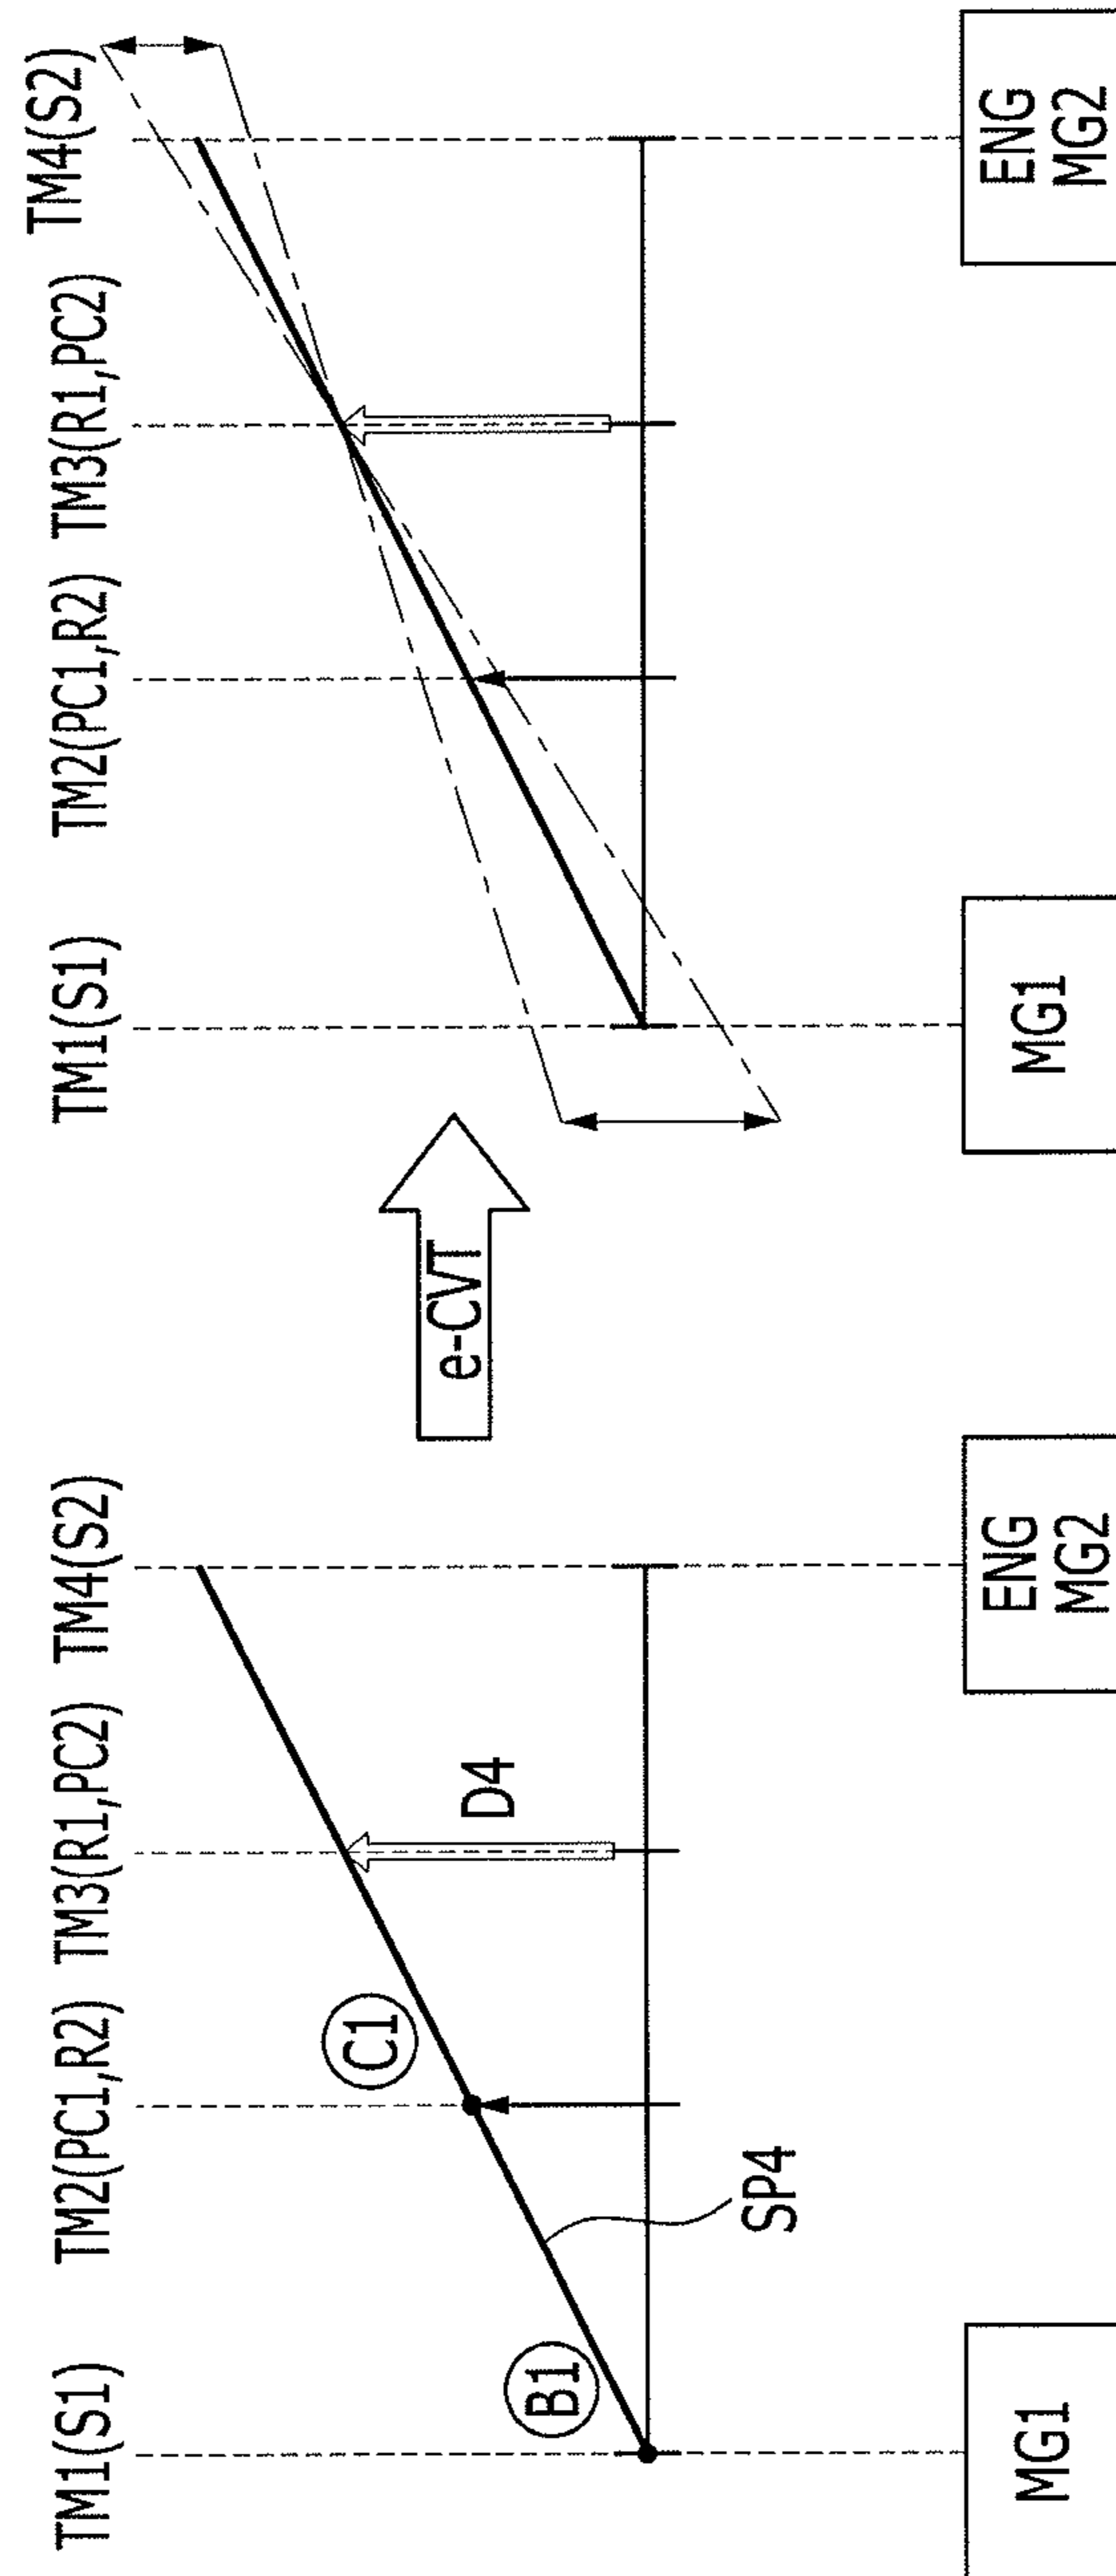 TM1(S1) TM2(PC1,R2) TM3(R1,PC2) TM4(S2)
C1
D4
B1
SP4
MG1
ENG
MG2
e-CVT
TM1(S1) TM2(PC1,R2) TM3(R1,PC2) TM4(S2)
MG1
ENG
MG2